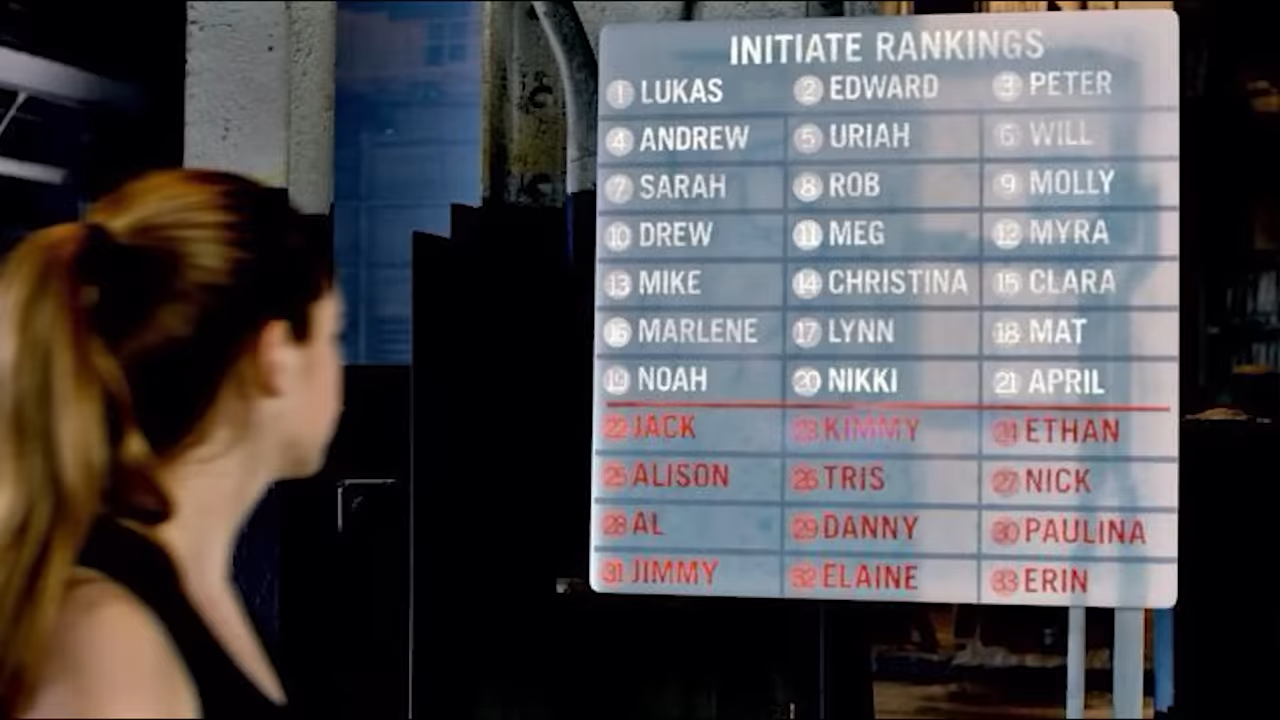 INITIATE RANKINGS
1 LUKAS 2 EDWARD 3 PETER
4 ANDREW 5 URIAH 6 WILL
7 SARAH 8 ROB 9 MOLLY
10 DREW 11 MEG 12 MYRA
13 MIKE 14 CHRISTINA 15 CLARA
16 MARLENE 17 LYNN 18 MAT
19 NOAH 20 NIKKI 21 APRIL
22 JACK 23 KIMMY 24 ETHAN
25 ALISON 26 TRIS 27 NICK
28 AL 29 DANNY 30 PAULINA
31 JIMMY 32 ELAINE 33 ERIN